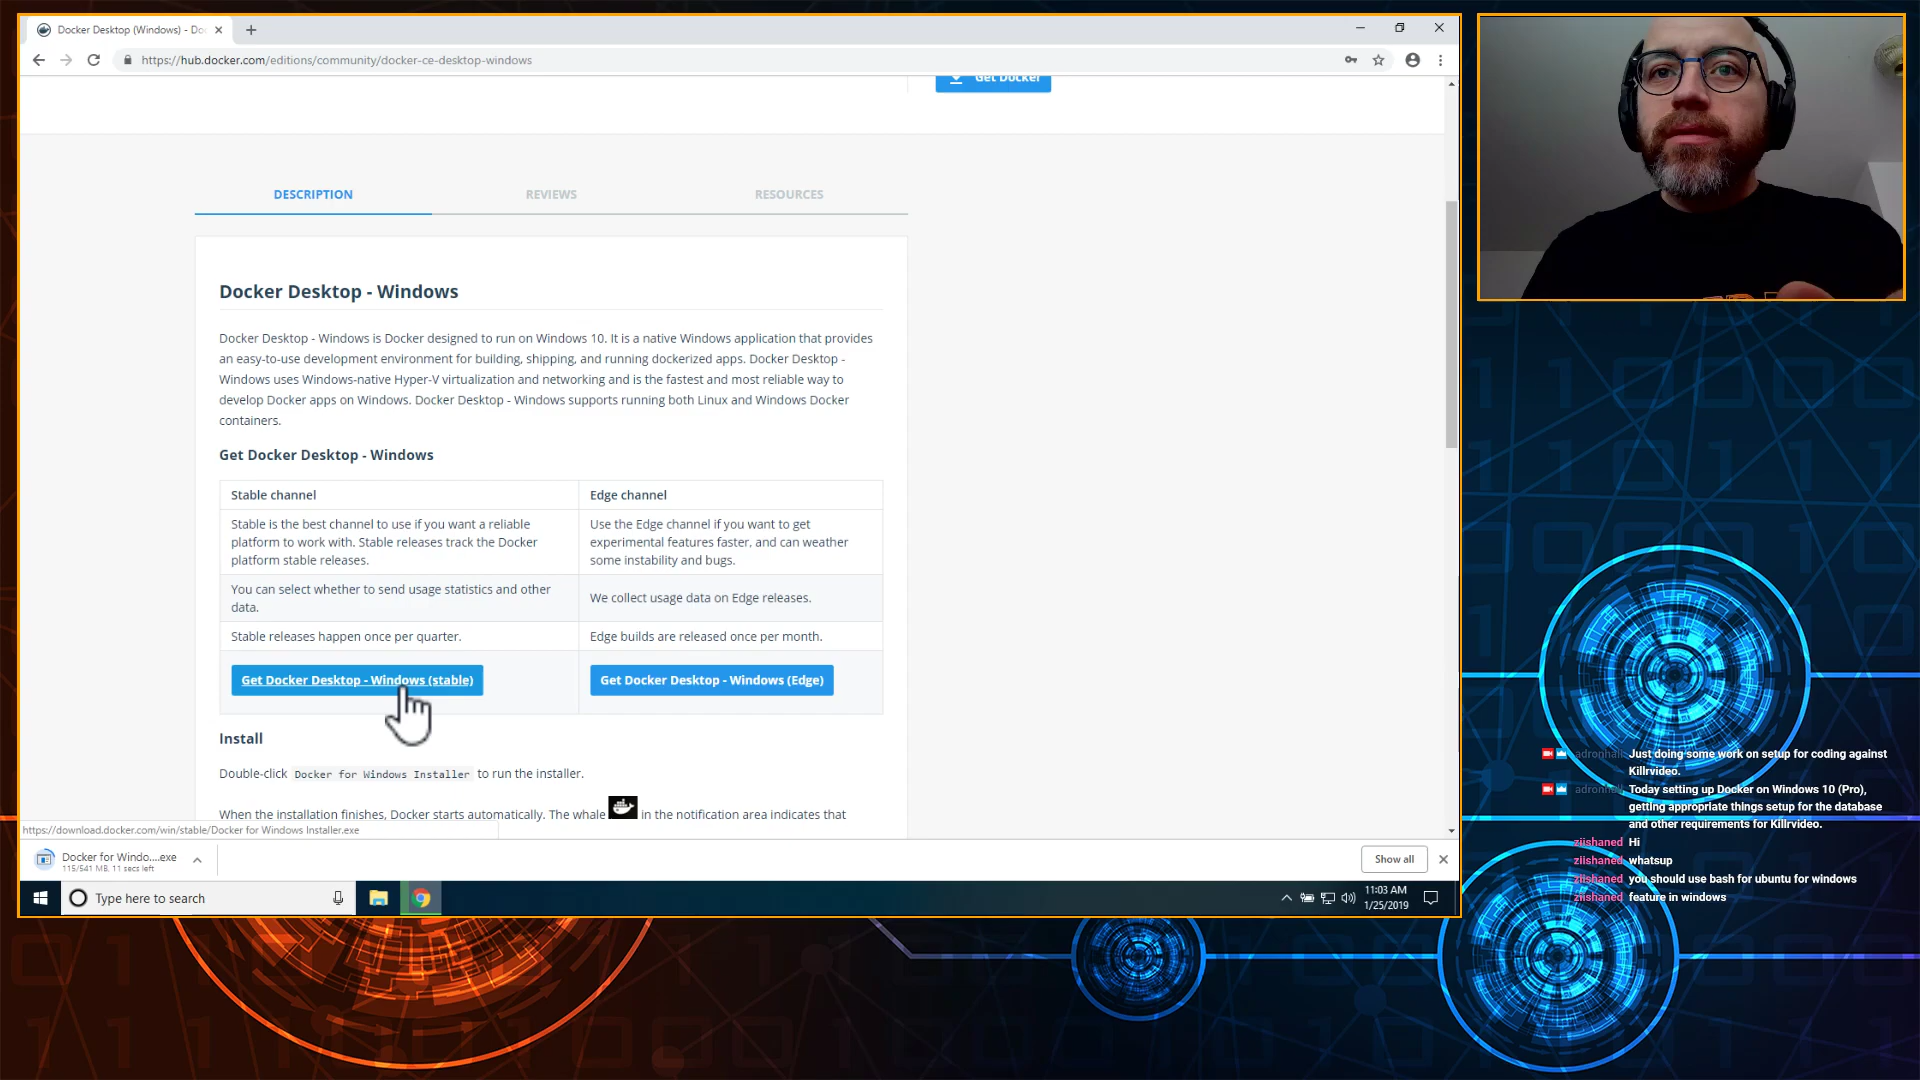 Docker Desktop (Windows) - Do
https://hub.docker.com/editions/community/docker-ce-desktop-windows
Get Docker
DESCRIPTION
REVIEWS
RESOURCES
Docker Desktop - Windows
Docker Desktop - Windows is Docker designed to run on Windows 10. It is a native Windows application that provides
an easy-to-use development environment for building, shipping, and running dockerized apps. Docker Desktop -
Windows uses Windows-native Hyper-V virtualization and networking and is the fastest and most reliable way to
develop Docker apps on Windows. Docker Desktop - Windows supports running both Linux and Windows Docker
containers.
Get Docker Desktop - Windows
Stable channel
Edge channel
Stable is the best channel to use if you want a reliable
platform to work with. Stable releases track the Docker
platform stable releases.
Use the Edge channel if you want to get
experimental features faster, and can weather
some instability and bugs.
You can select whether to send usage statistics and other
data.
We collect usage data on Edge releases.
Stable releases happen once per quarter.
Edge builds are released once per month.
Get Docker Desktop - Windows (stable)
Get Docker Desktop - Windows (Edge)
Install
Double-click Docker for Windows Installer to run the installer.
When the installation finishes, Docker starts automatically. The whale in the notification area indicates that
https://download.docker.com/win/stable/Docker for Windows Installer.exe
Docker for Windo....exe
115/541 MB, 11 secs left
Show all
Type here to search
11:03 AM
1/25/2019
adronhall Just doing some work on setup for coding against
Killrvideo.
adronhall Today setting up Docker on Windows 10 (Pro),
getting appropriate things setup for the database
and other requirements for Killrvideo.
ziishaned Hi
ziishaned whatsup
ziishaned you should use bash for ubuntu for windows
ziishaned feature in windows